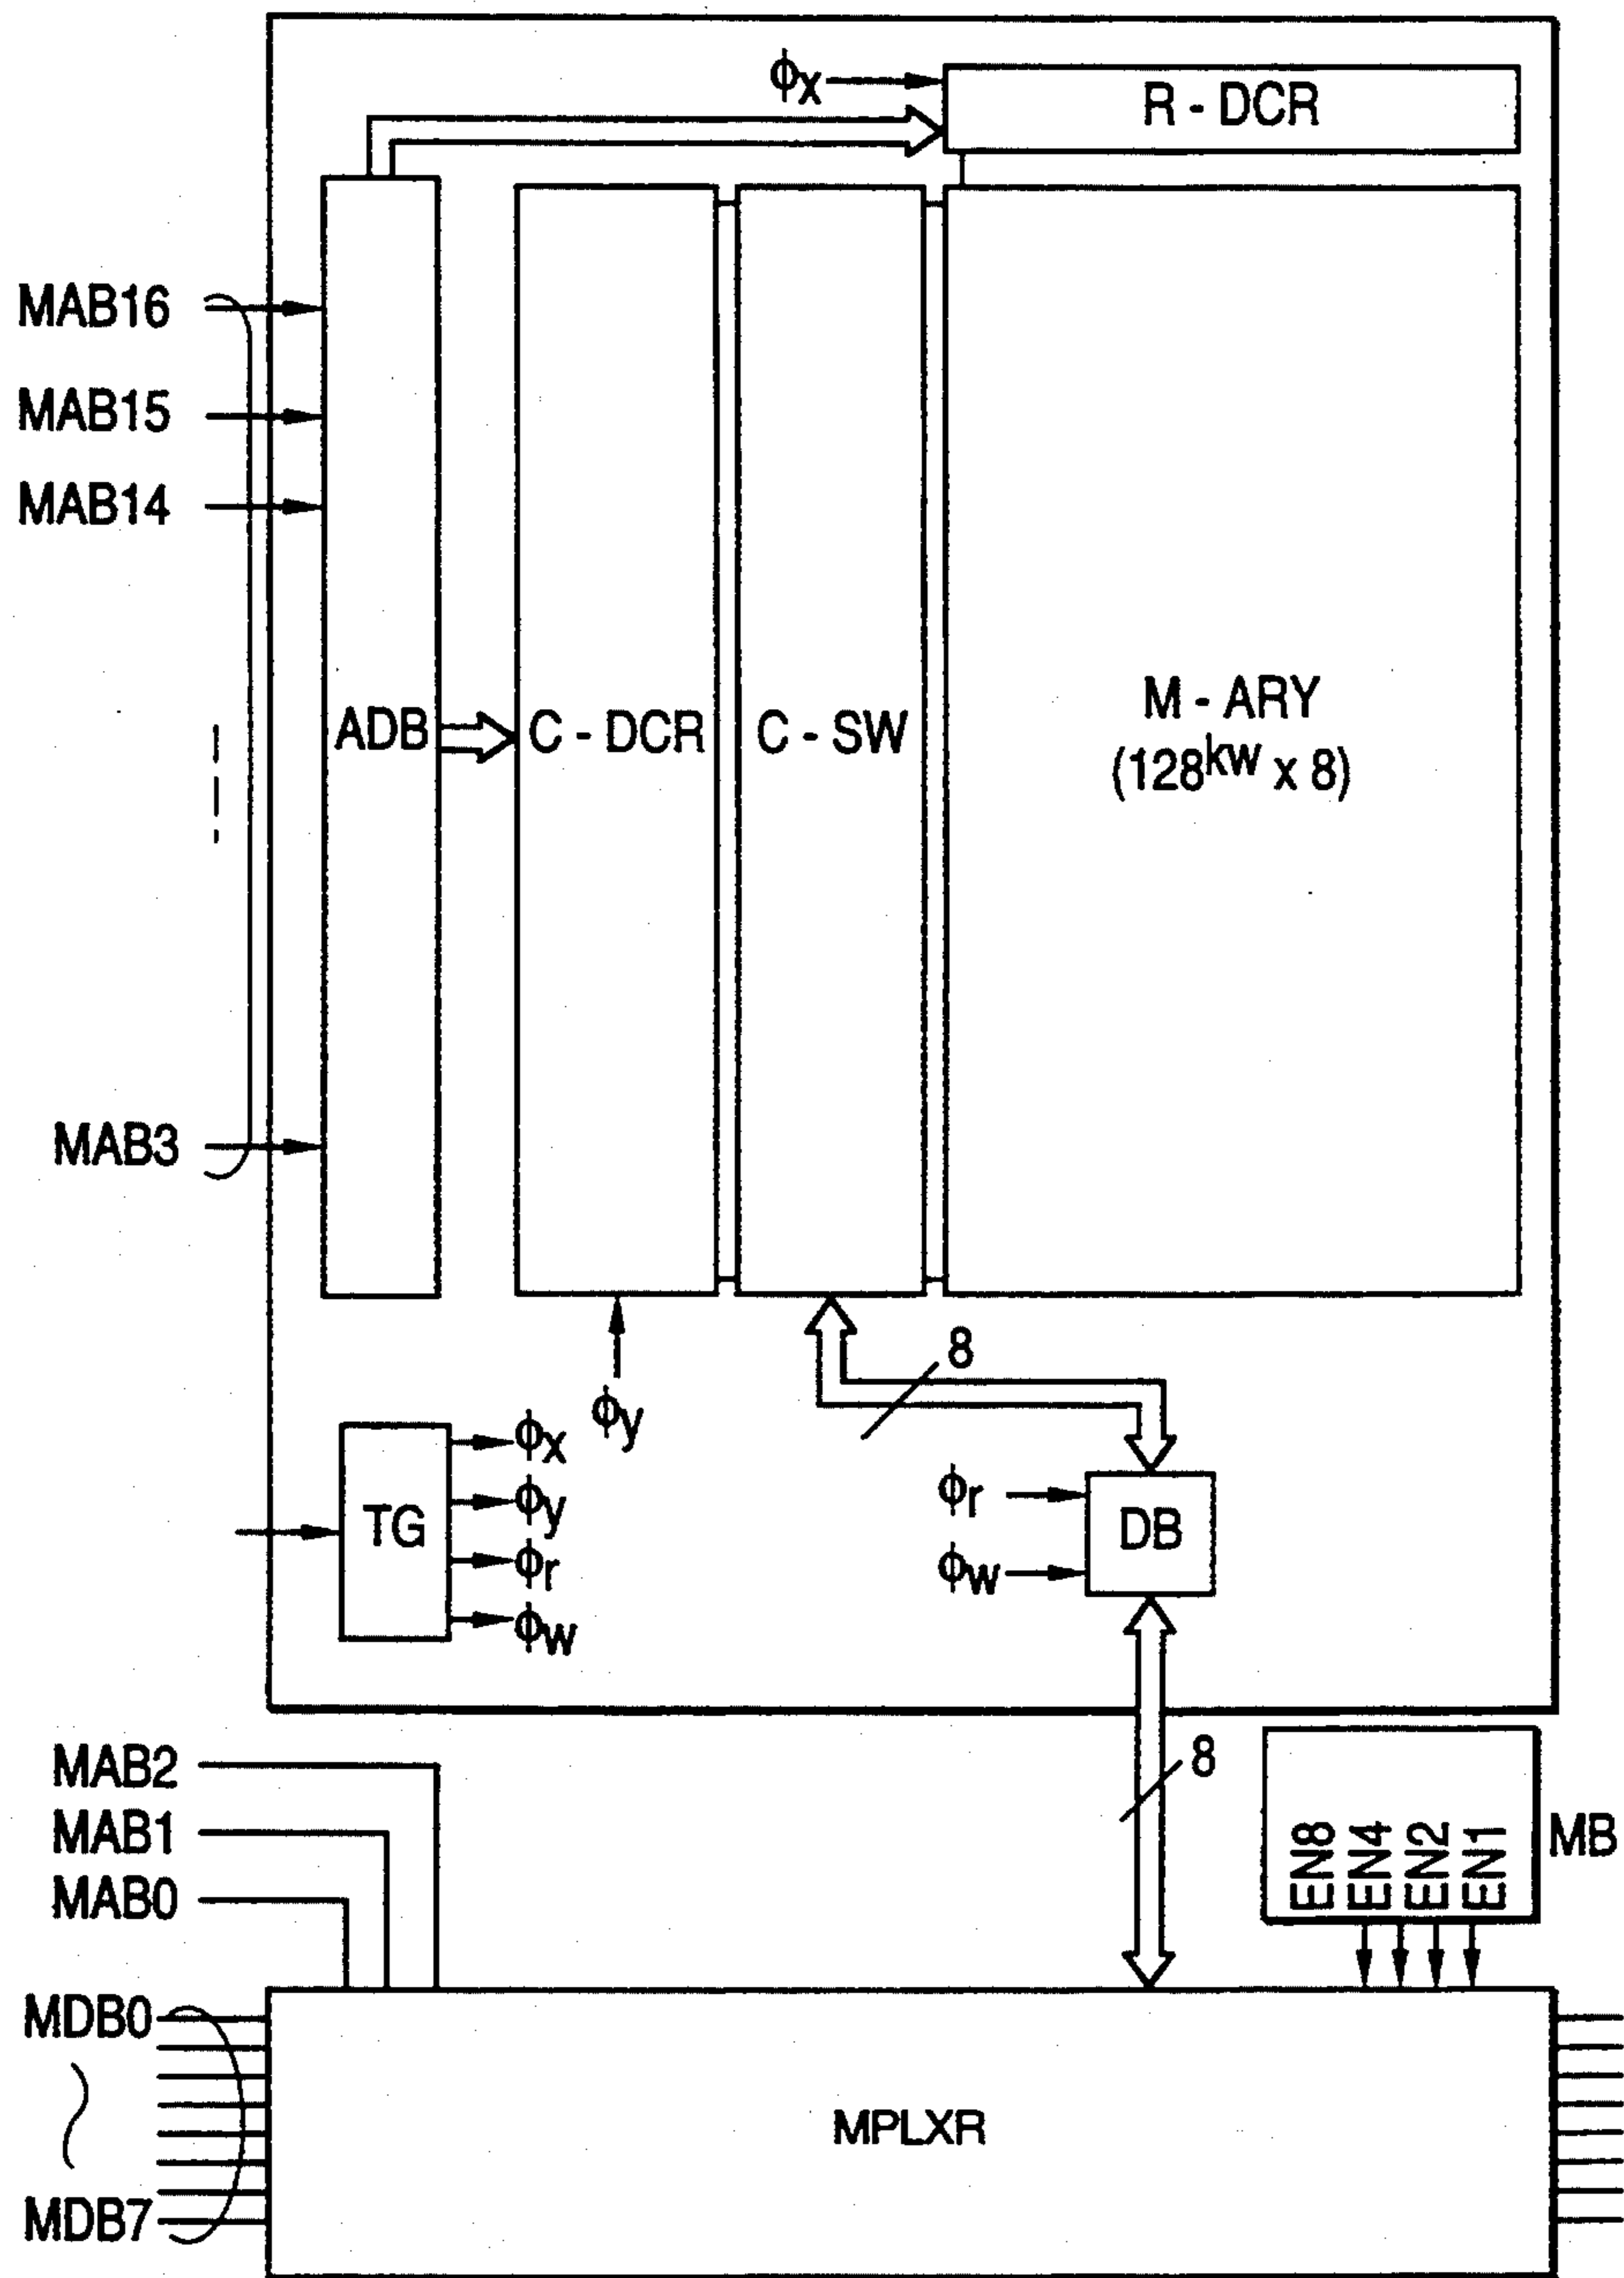 ϕx
R - DCR
MAB16
MAB15
MAB14
ADB
C - DCR
C - SW
M - ARY
(128kw x 8)
MAB3
8
ϕy
TG
ϕx
ϕy
ϕr
ϕw
ϕr
ϕw
DB
MAB2
MAB1
MAB0
8
EN8
EN4
EN2
EN1
MB
MDB0
MDB7
MPLXR